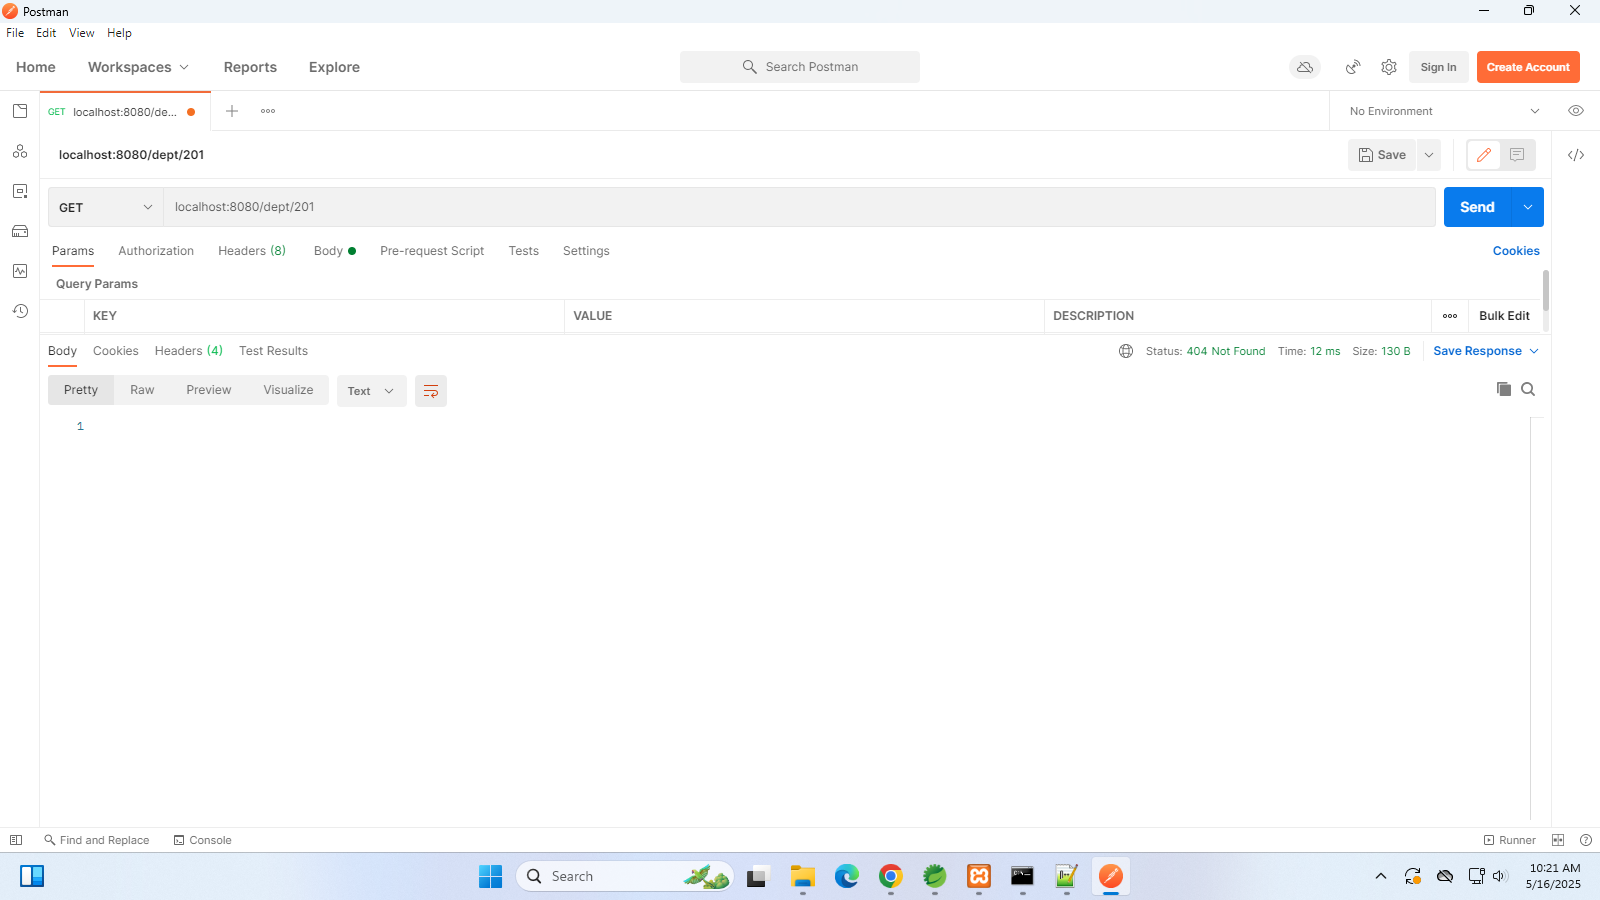 Postman
File Edit View Help
Home Workspaces Reports Explore Search Postman Sign In Create Account
GET localhost:8080/de... No Environment
localhost:8080/dept/201 Save
GET localhost:8080/dept/201 Send
Params Authorization Headers (8) Body Pre-request Script Tests Settings Cookies
Query Params
KEY VALUE DESCRIPTION Bulk Edit
Body Cookies Headers (4) Test Results Status: 404 Not Found Time: 12 ms Size: 130 B Save Response
Pretty Raw Preview Visualize Text
1
Find and Replace Console Runner
Search
10:21 AM
5/16/2025